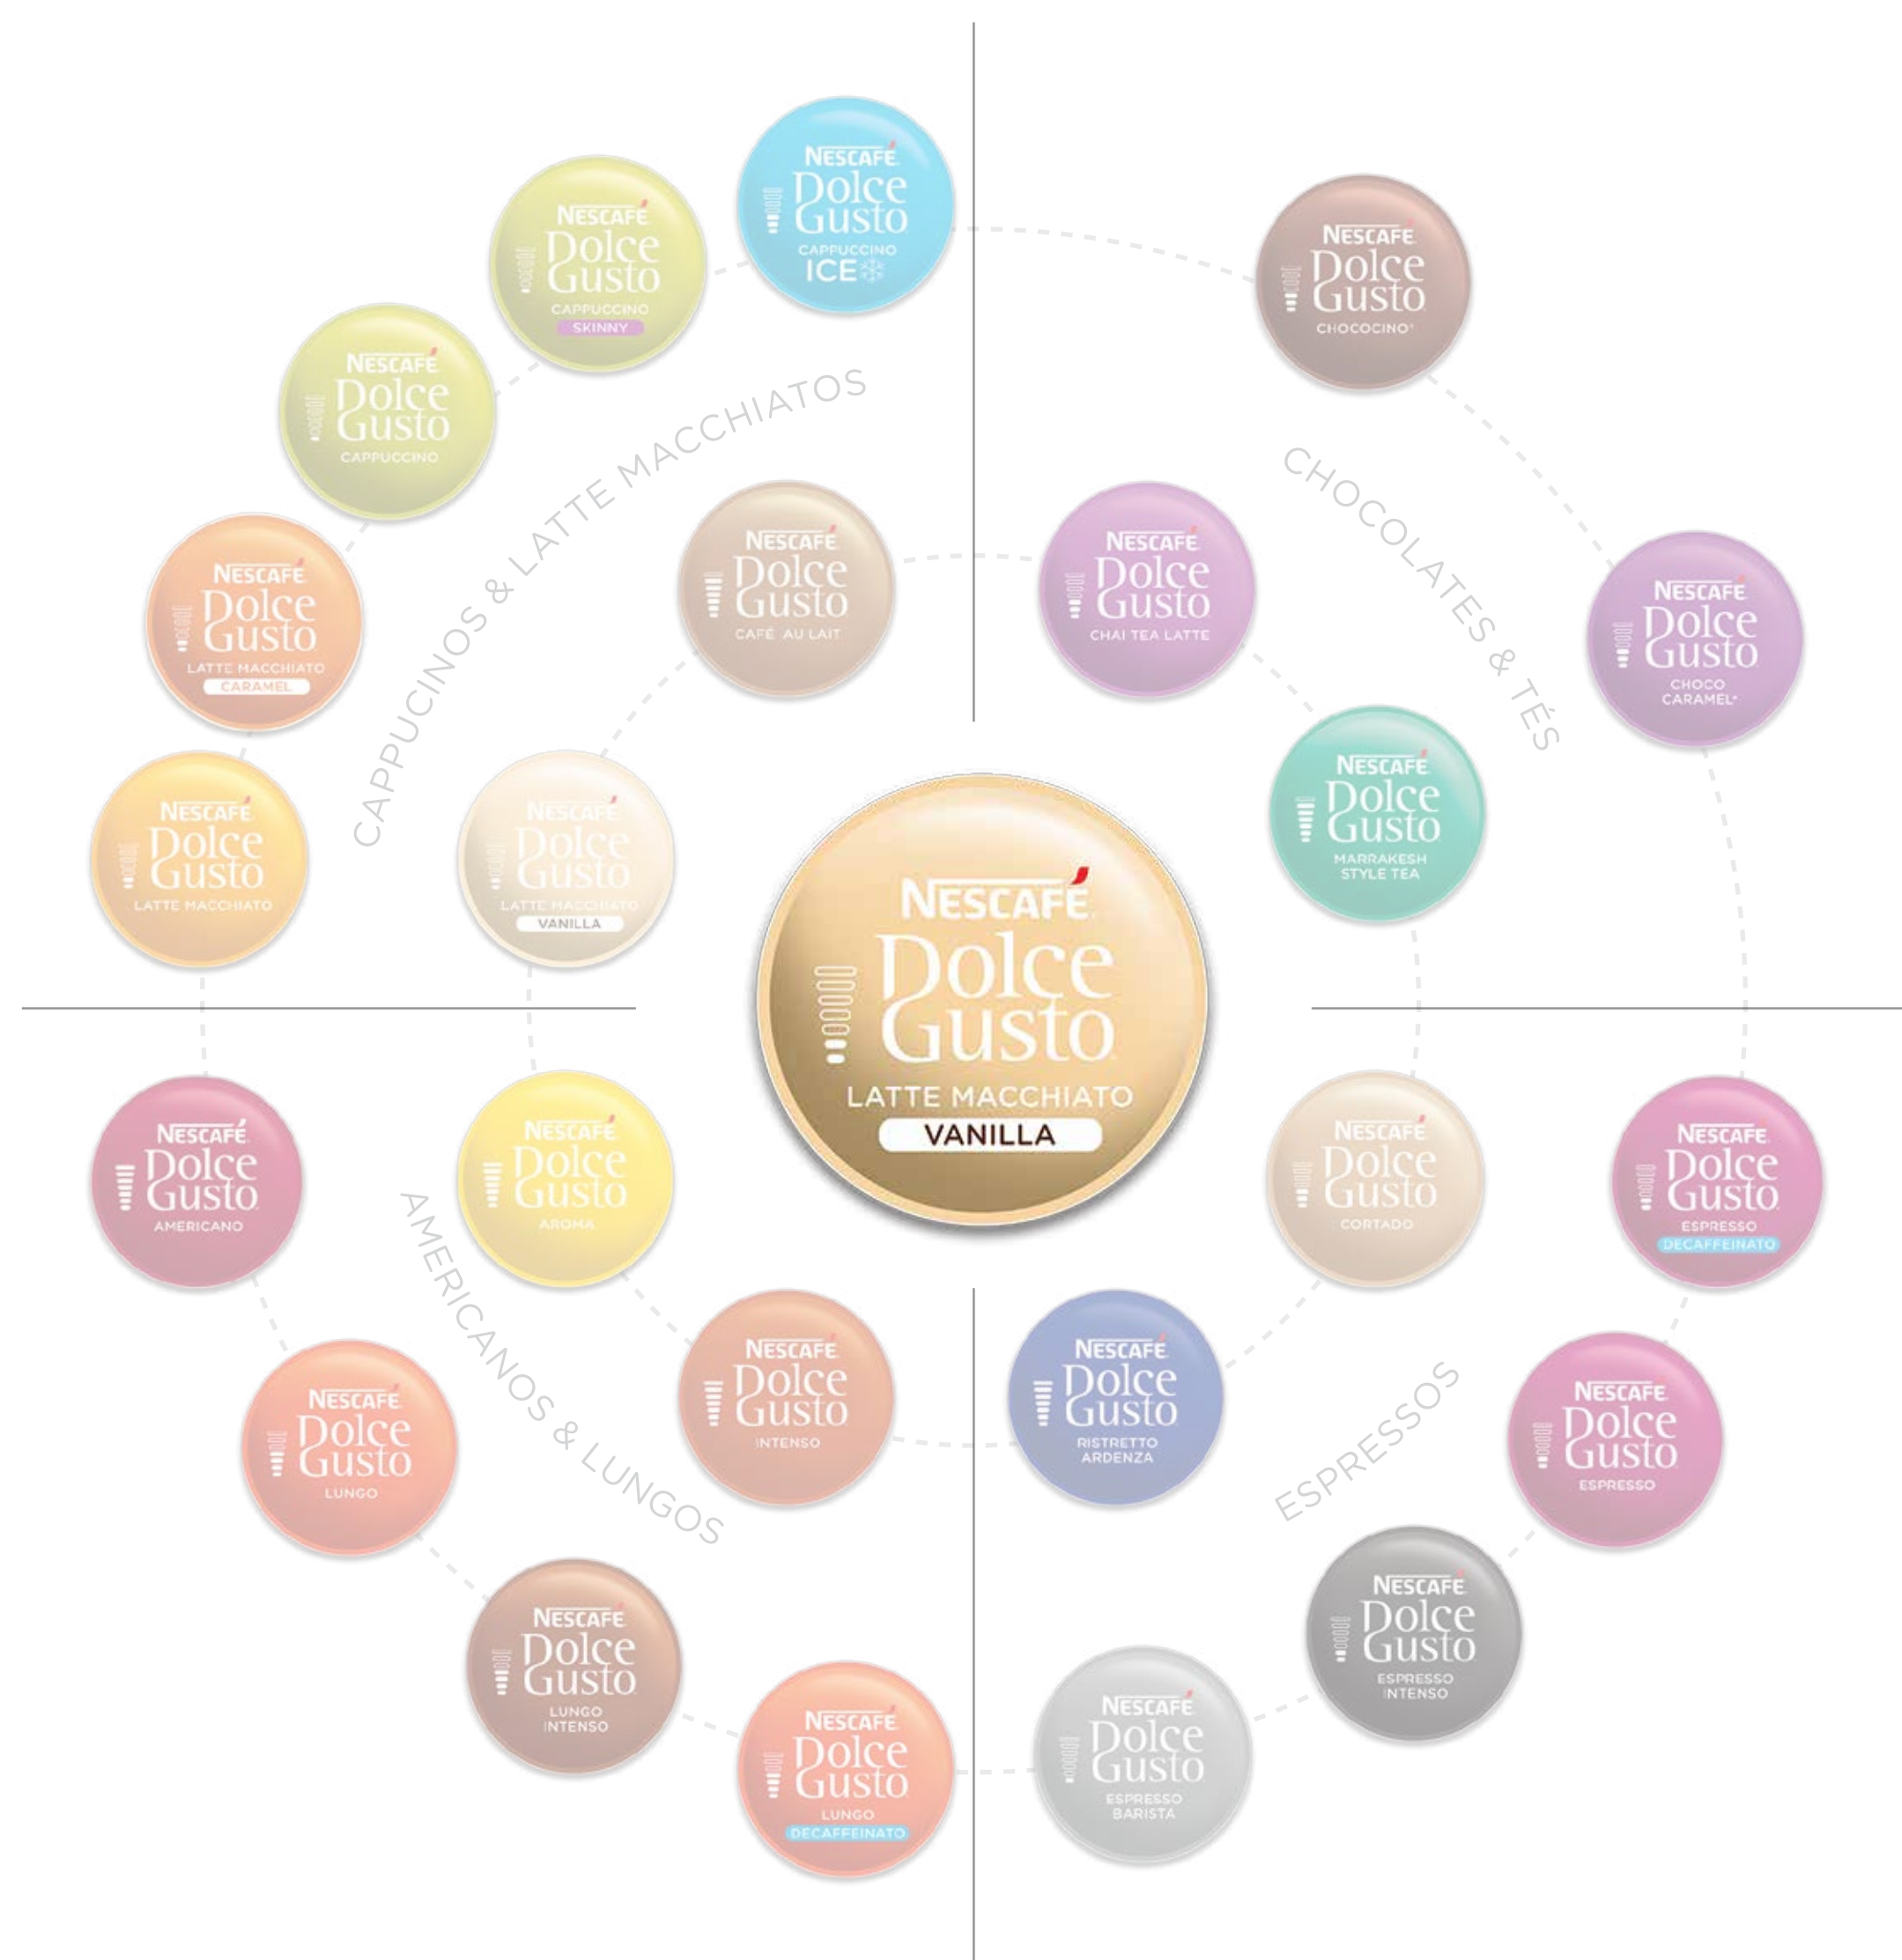 NESCAFÉ
Dolce
Gusto
CAPPUCCINO
ICE
NESCAFÉ
Dolce
Gusto
CAPPUCCINO
SKINNY
NESCAFÉ
Dolce
Gusto
CAPPUCCINO
NESCAFÉ
Dolce
Gusto
LATTE MACCHIATO
CARAMEL
NESCAFÉ
Dolce
Gusto
LATTE MACCHIATO
CAPPUCINOS & LATTE MACCHIATOS
NESCAFÉ
Dolce
Gusto
CAFÉ AU LAIT
NESCAFÉ
Dolce
Gusto
LATTE MACCHIATO
VANILLA
NESCAFÉ
Dolce
Gusto
CHOCOCINO*
NESCAFÉ
Dolce
Gusto
CHOCO
CARAMEL*
CHOCOLATES & TÉS
NESCAFÉ
Dolce
Gusto
CHAI TEA LATTE
NESCAFÉ
Dolce
Gusto
MARRAKESH
STYLE TEA
NESCAFÉ
Dolce
Gusto
LATTE MACCHIATO
VANILLA
NESCAFÉ
Dolce
Gusto
AMERICANO
NESCAFÉ
Dolce
Gusto
AROMA
NESCAFÉ
Dolce
Gusto
INTENSO
AMERICANOS & LUNGOS
NESCAFÉ
Dolce
Gusto
LUNGO
NESCAFÉ
Dolce
Gusto
LUNGO
INTENSO
NESCAFÉ
Dolce
Gusto
LUNGO
DECAFFEINATO
NESCAFÉ
Dolce
Gusto
CORTADO
NESCAFÉ
Dolce
Gusto
ESPRESSO
DECAFFEINATO
NESCAFÉ
Dolce
Gusto
RISTRETTO
ARDENZA
ESPRESSOS
NESCAFÉ
Dolce
Gusto
ESPRESSO
NESCAFÉ
Dolce
Gusto
ESPRESSO
INTENSO
NESCAFÉ
Dolce
Gusto
ESPRESSO
BARISTA